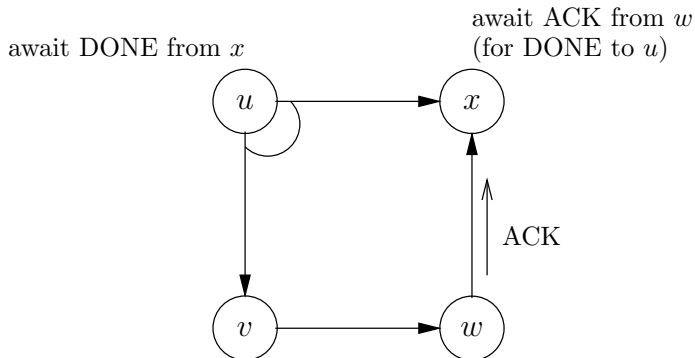 await ACK from w
await DONE from x
(for DONE to u)
u
x
ACK
v
w